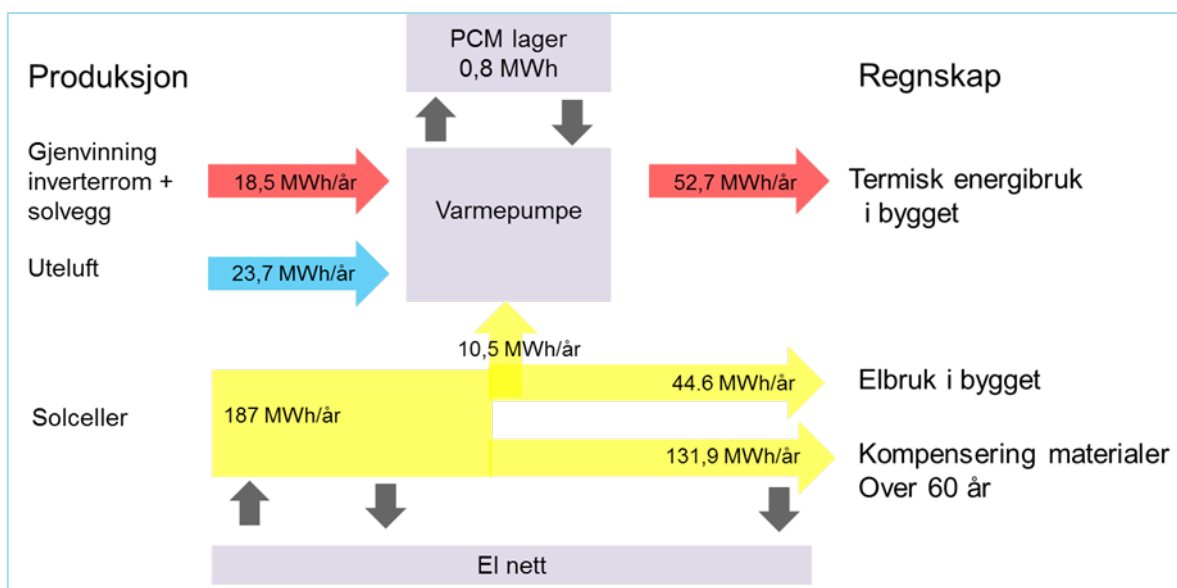 PCM lager
0,8 MWh
Produksjon
Regnskap
Gjenvinning
inverterrom +
solvegg
18,5 MWh/år
Varmepumpe
52,7 MWh/år
Termisk energibruk
i bygget
Uteluft
23,7 MWh/år
10,5 MWh/år
44.6 MWh/år
Elbruk i bygget
Solceller
187 MWh/år
131,9 MWh/år
Kompensering materialer
Over 60 år
El nett